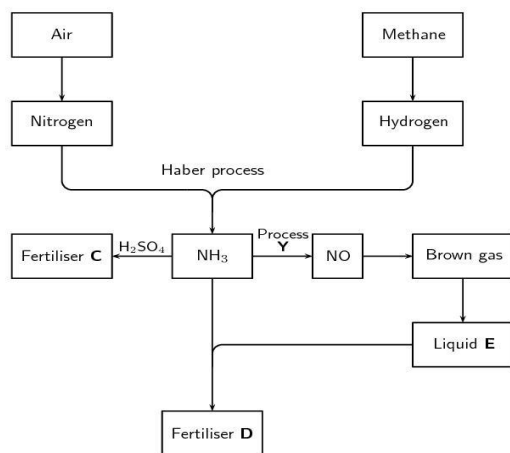 Air
Methane
Nitrogen
Hydrogen
Haber process
Fertiliser C
H₂SO₄
NH₃
Process
Y
NO
Brown gas
Liquid E
Fertiliser D